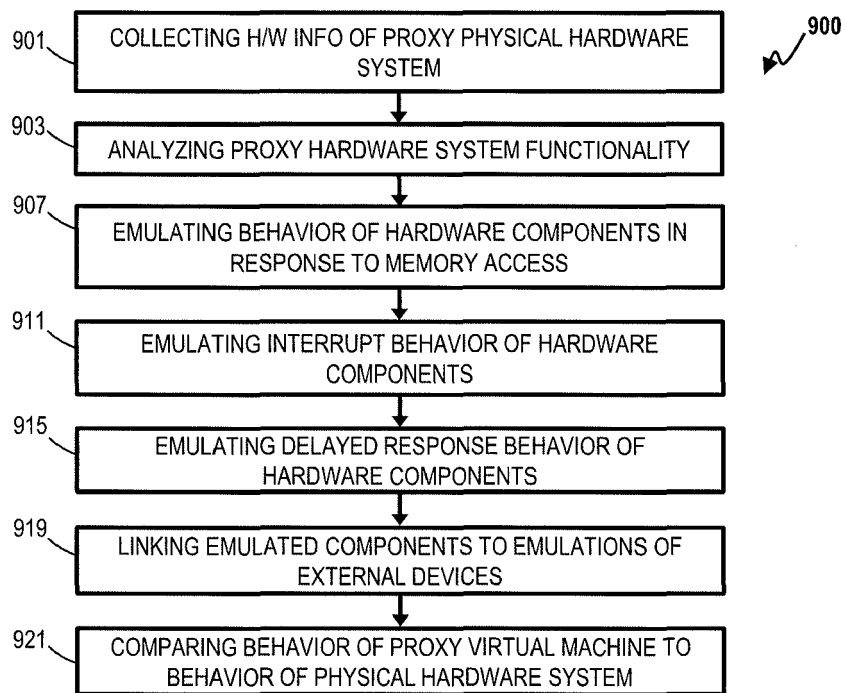 900
901
COLLECTING H/W INFO OF PROXY PHYSICAL HARDWARE
SYSTEM
903
ANALYZING PROXY HARDWARE SYSTEM FUNCTIONALITY
907
EMULATING BEHAVIOR OF HARDWARE COMPONENTS IN
RESPONSE TO MEMORY ACCESS
911
EMULATING INTERRUPT BEHAVIOR OF HARDWARE
COMPONENTS
915
EMULATING DELAYED RESPONSE BEHAVIOR OF
HARDWARE COMPONENTS
919
LINKING EMULATED COMPONENTS TO EMULATIONS OF
EXTERNAL DEVICES
921
COMPARING BEHAVIOR OF PROXY VIRTUAL MACHINE TO
BEHAVIOR OF PHYSICAL HARDWARE SYSTEM